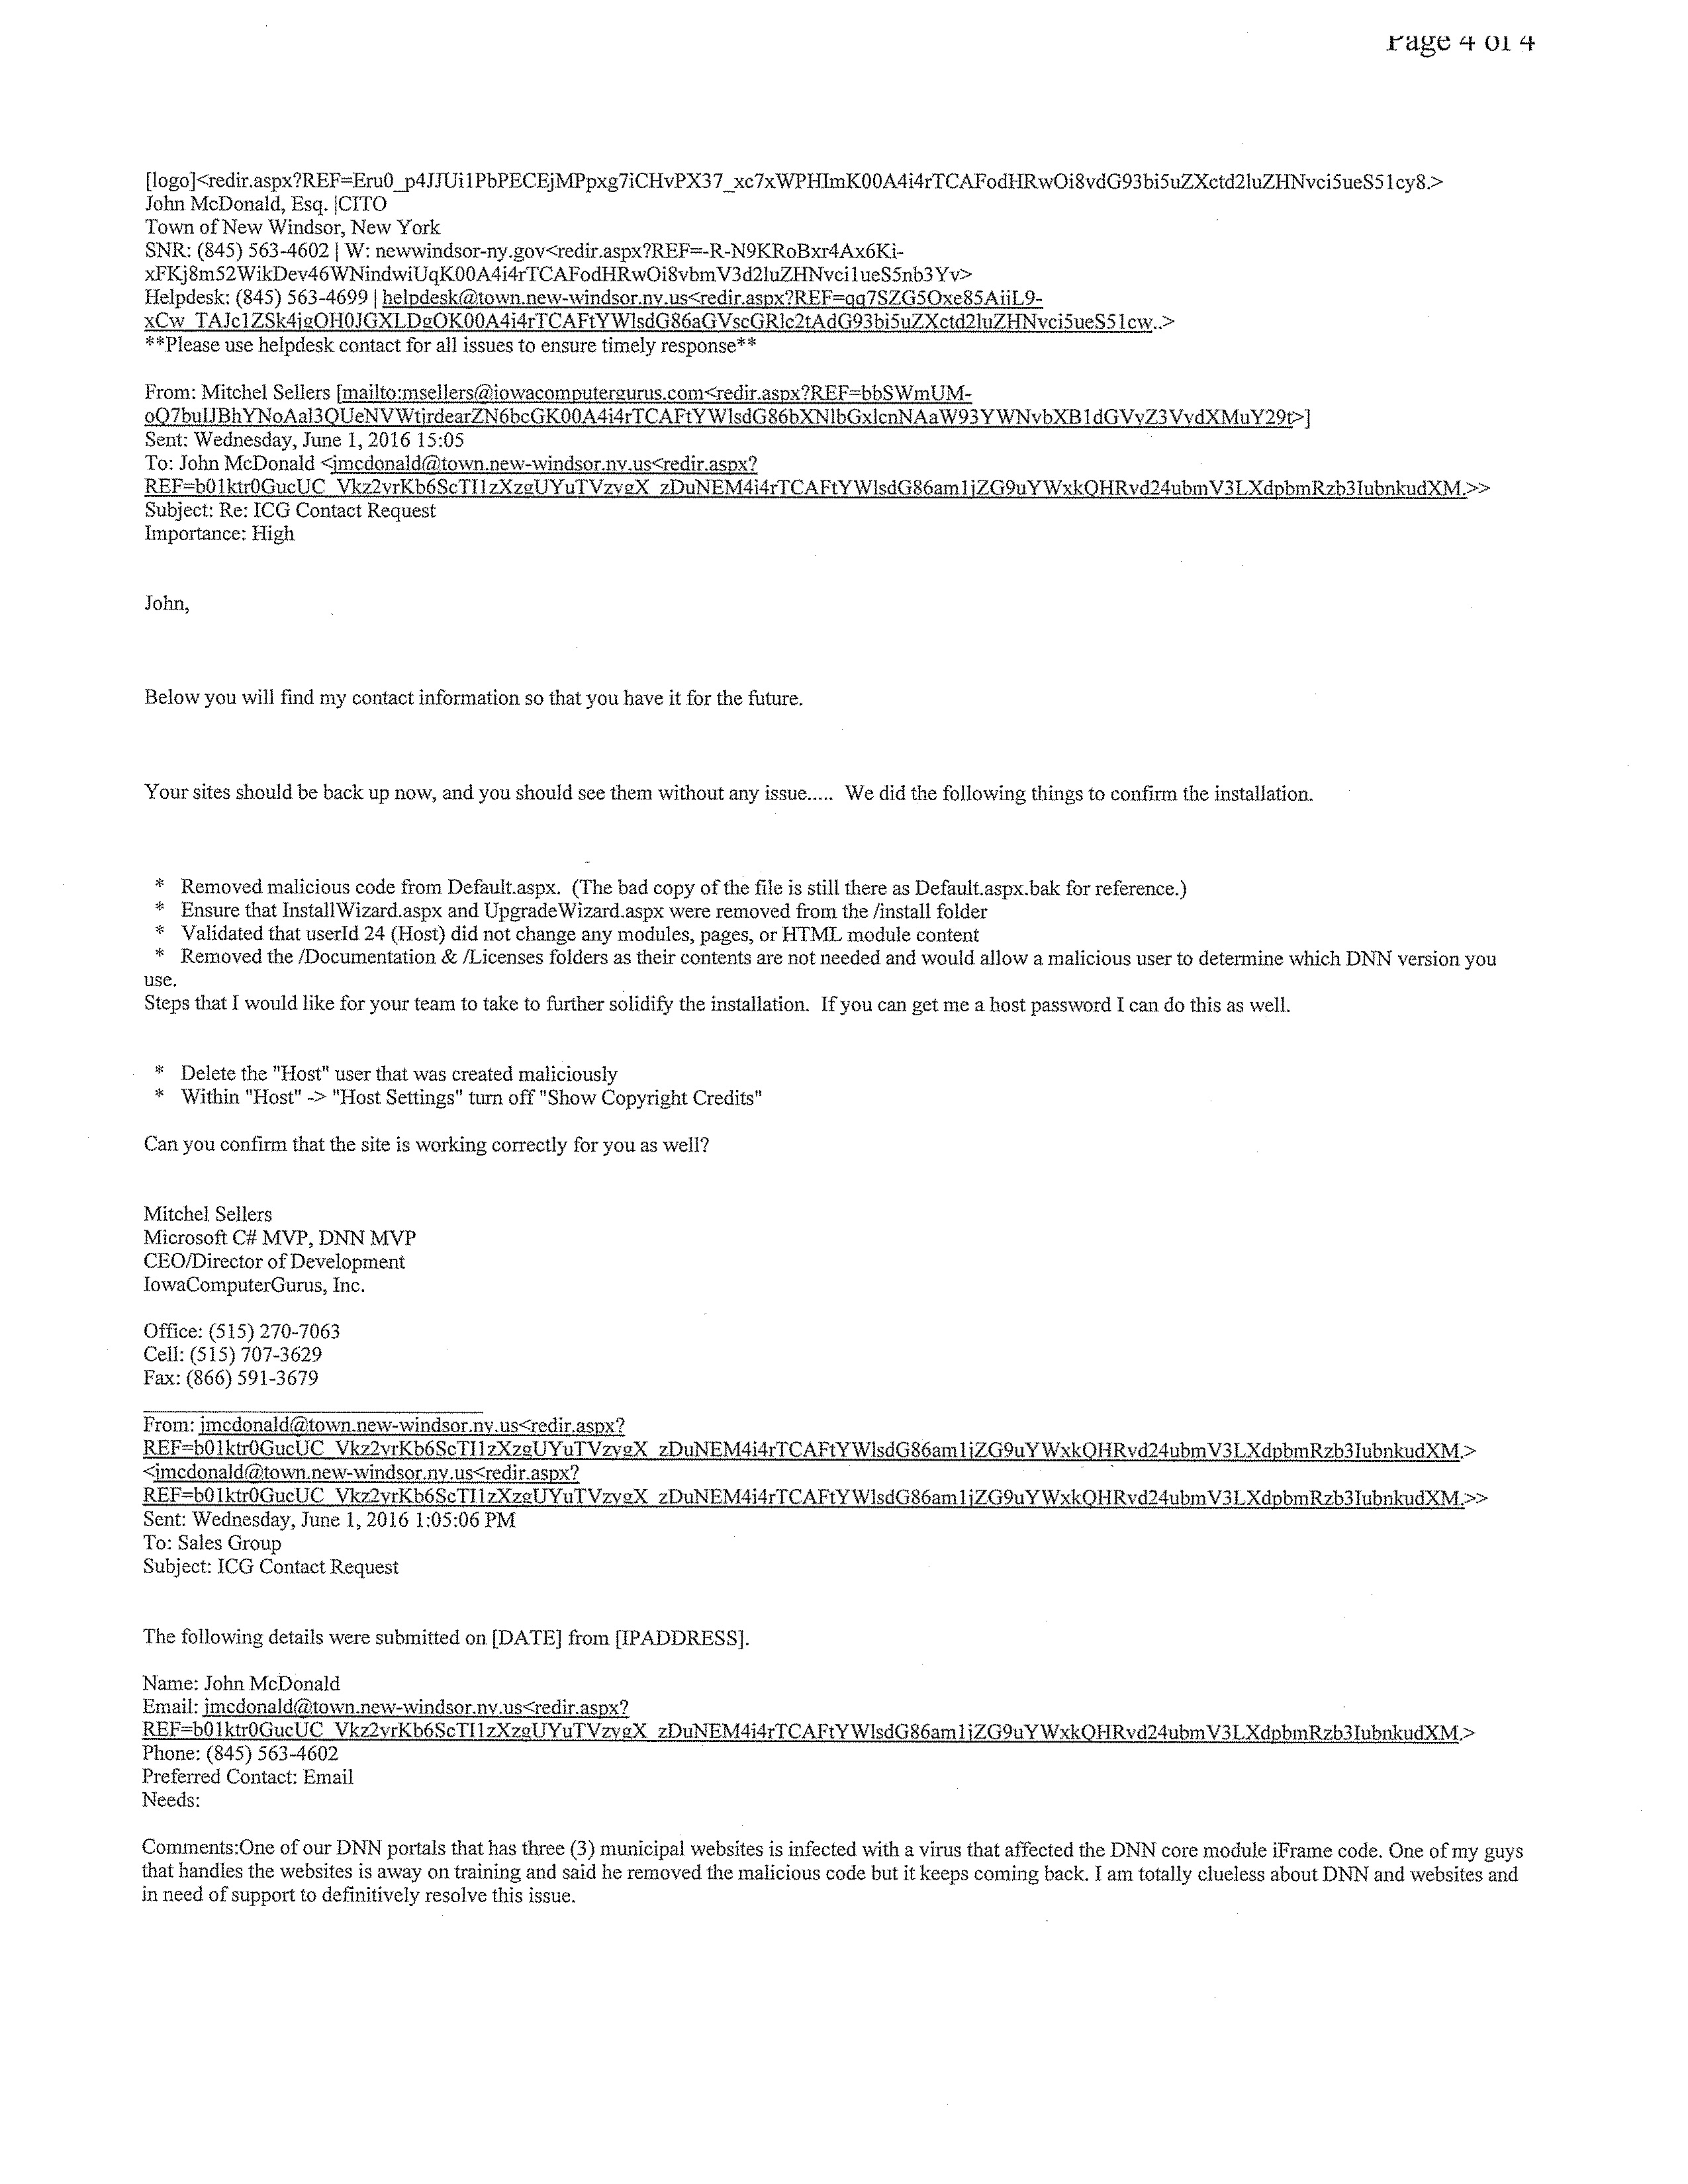 Page 4 of 4
[logo]<redir.aspx?REF=Eru0_p4JJUi1PbPECEjMPpxg7iCHvPX37_xc7xWPHImK00A4i4rTCAFodHRwOi8vdG93bi5uZXctd2luZHNvci5ueS51cy8.>
John McDonald, Esq. |CITO
Town of New Windsor, New York
SNR: (845) 563-4602 | W: newwindsor-ny.gov<redir.aspx?REF=-R-N9KRoBxr4Ax6Ki-
xFKj8m52WikDev46WNindwiUqK00A4i4rTCAFodHRwOi8vbmV3d2luZHNvci1ueS5nb3Yv>
Helpdesk: (845) 563-4699 | helpdesk@town.new-windsor.ny.us<redir.aspx?REF=qq7SZG5Oxe85AiiL9-
xCw_TAJc1ZSk4jgOH0JGXLDgOK00A4i4rTCAFtYWlsdG86aGVscGRlc2tAdG93bi5uZXctd2luZHNvci5ueS51cw..>
**Please use helpdesk contact for all issues to ensure timely response**
From: Mitchel Sellers [mailto:msellers@iowacomputergurus.com<redir.aspx?REF=bbSWmUM-
oQ7buUBhYNoAal3QUeNVWtjrdearZN6bcGK00A4i4rTCAFtYWlsdG86bXNlbGxlcnNAaW93YWNvbXB1dGVyZ3VydXMuY29t>]
Sent: Wednesday, June 1, 2016 15:05
To: John McDonald <jmcdonald@town.new-windsor.ny.us<redir.aspx?
REF=b01ktr0GucUC_Vkz2yrKb6ScTI1zXzgUYuTVzygX_zDuNEM4i4rTCAFtYWlsdG86am1jZG9uYWxkQHRvd24ubmV3LXdpbmRzb3IubnkudXM.>>
Subject: Re: ICG Contact Request
Importance: High
John,
Below you will find my contact information so that you have it for the future.
Your sites should be back up now, and you should see them without any issue..... We did the following things to confirm the installation.
* Removed malicious code from Default.aspx. (The bad copy of the file is still there as Default.aspx.bak for reference.)
* Ensure that InstallWizard.aspx and UpgradeWizard.aspx were removed from the /install folder
* Validated that userId 24 (Host) did not change any modules, pages, or HTML module content
* Removed the /Documentation & /Licenses folders as their contents are not needed and would allow a malicious user to determine which DNN version you
use.
Steps that I would like for your team to take to further solidify the installation. If you can get me a host password I can do this as well.
* Delete the "Host" user that was created maliciously
* Within "Host" -> "Host Settings" turn off "Show Copyright Credits"
Can you confirm that the site is working correctly for you as well?
Mitchel Sellers
Microsoft C# MVP, DNN MVP
CEO/Director of Development
IowaComputerGurus, Inc.
Office: (515) 270-7063
Cell: (515) 707-3629
Fax: (866) 591-3679
From: jmcdonald@town.new-windsor.ny.us<redir.aspx?
REF=b01ktr0GucUC_Vkz2yrKb6ScTI1zXzgUYuTVzygX_zDuNEM4i4rTCAFtYWlsdG86am1jZG9uYWxkQHRvd24ubmV3LXdpbmRzb3IubnkudXM.>
<jmcdonald@town.new-windsor.ny.us<redir.aspx?
REF=b01ktr0GucUC_Vkz2yrKb6ScTI1zXzgUYuTVzygX_zDuNEM4i4rTCAFtYWlsdG86am1jZG9uYWxkQHRvd24ubmV3LXdpbmRzb3IubnkudXM.>>
Sent: Wednesday, June 1, 2016 1:05:06 PM
To: Sales Group
Subject: ICG Contact Request
The following details were submitted on [DATE] from [IPADDRESS].
Name: John McDonald
Email: jmcdonald@town.new-windsor.ny.us<redir.aspx?
REF=b01ktr0GucUC_Vkz2yrKb6ScTI1zXzgUYuTVzygX_zDuNEM4i4rTCAFtYWlsdG86am1jZG9uYWxkQHRvd24ubmV3LXdpbmRzb3IubnkudXM.>
Phone: (845) 563-4602
Preferred Contact: Email
Needs:
Comments:One of our DNN portals that has three (3) municipal websites is infected with a virus that affected the DNN core module iFrame code. One of my guys
that handles the websites is away on training and said he removed the malicious code but it keeps coming back. I am totally clueless about DNN and websites and
in need of support to definitively resolve this issue.